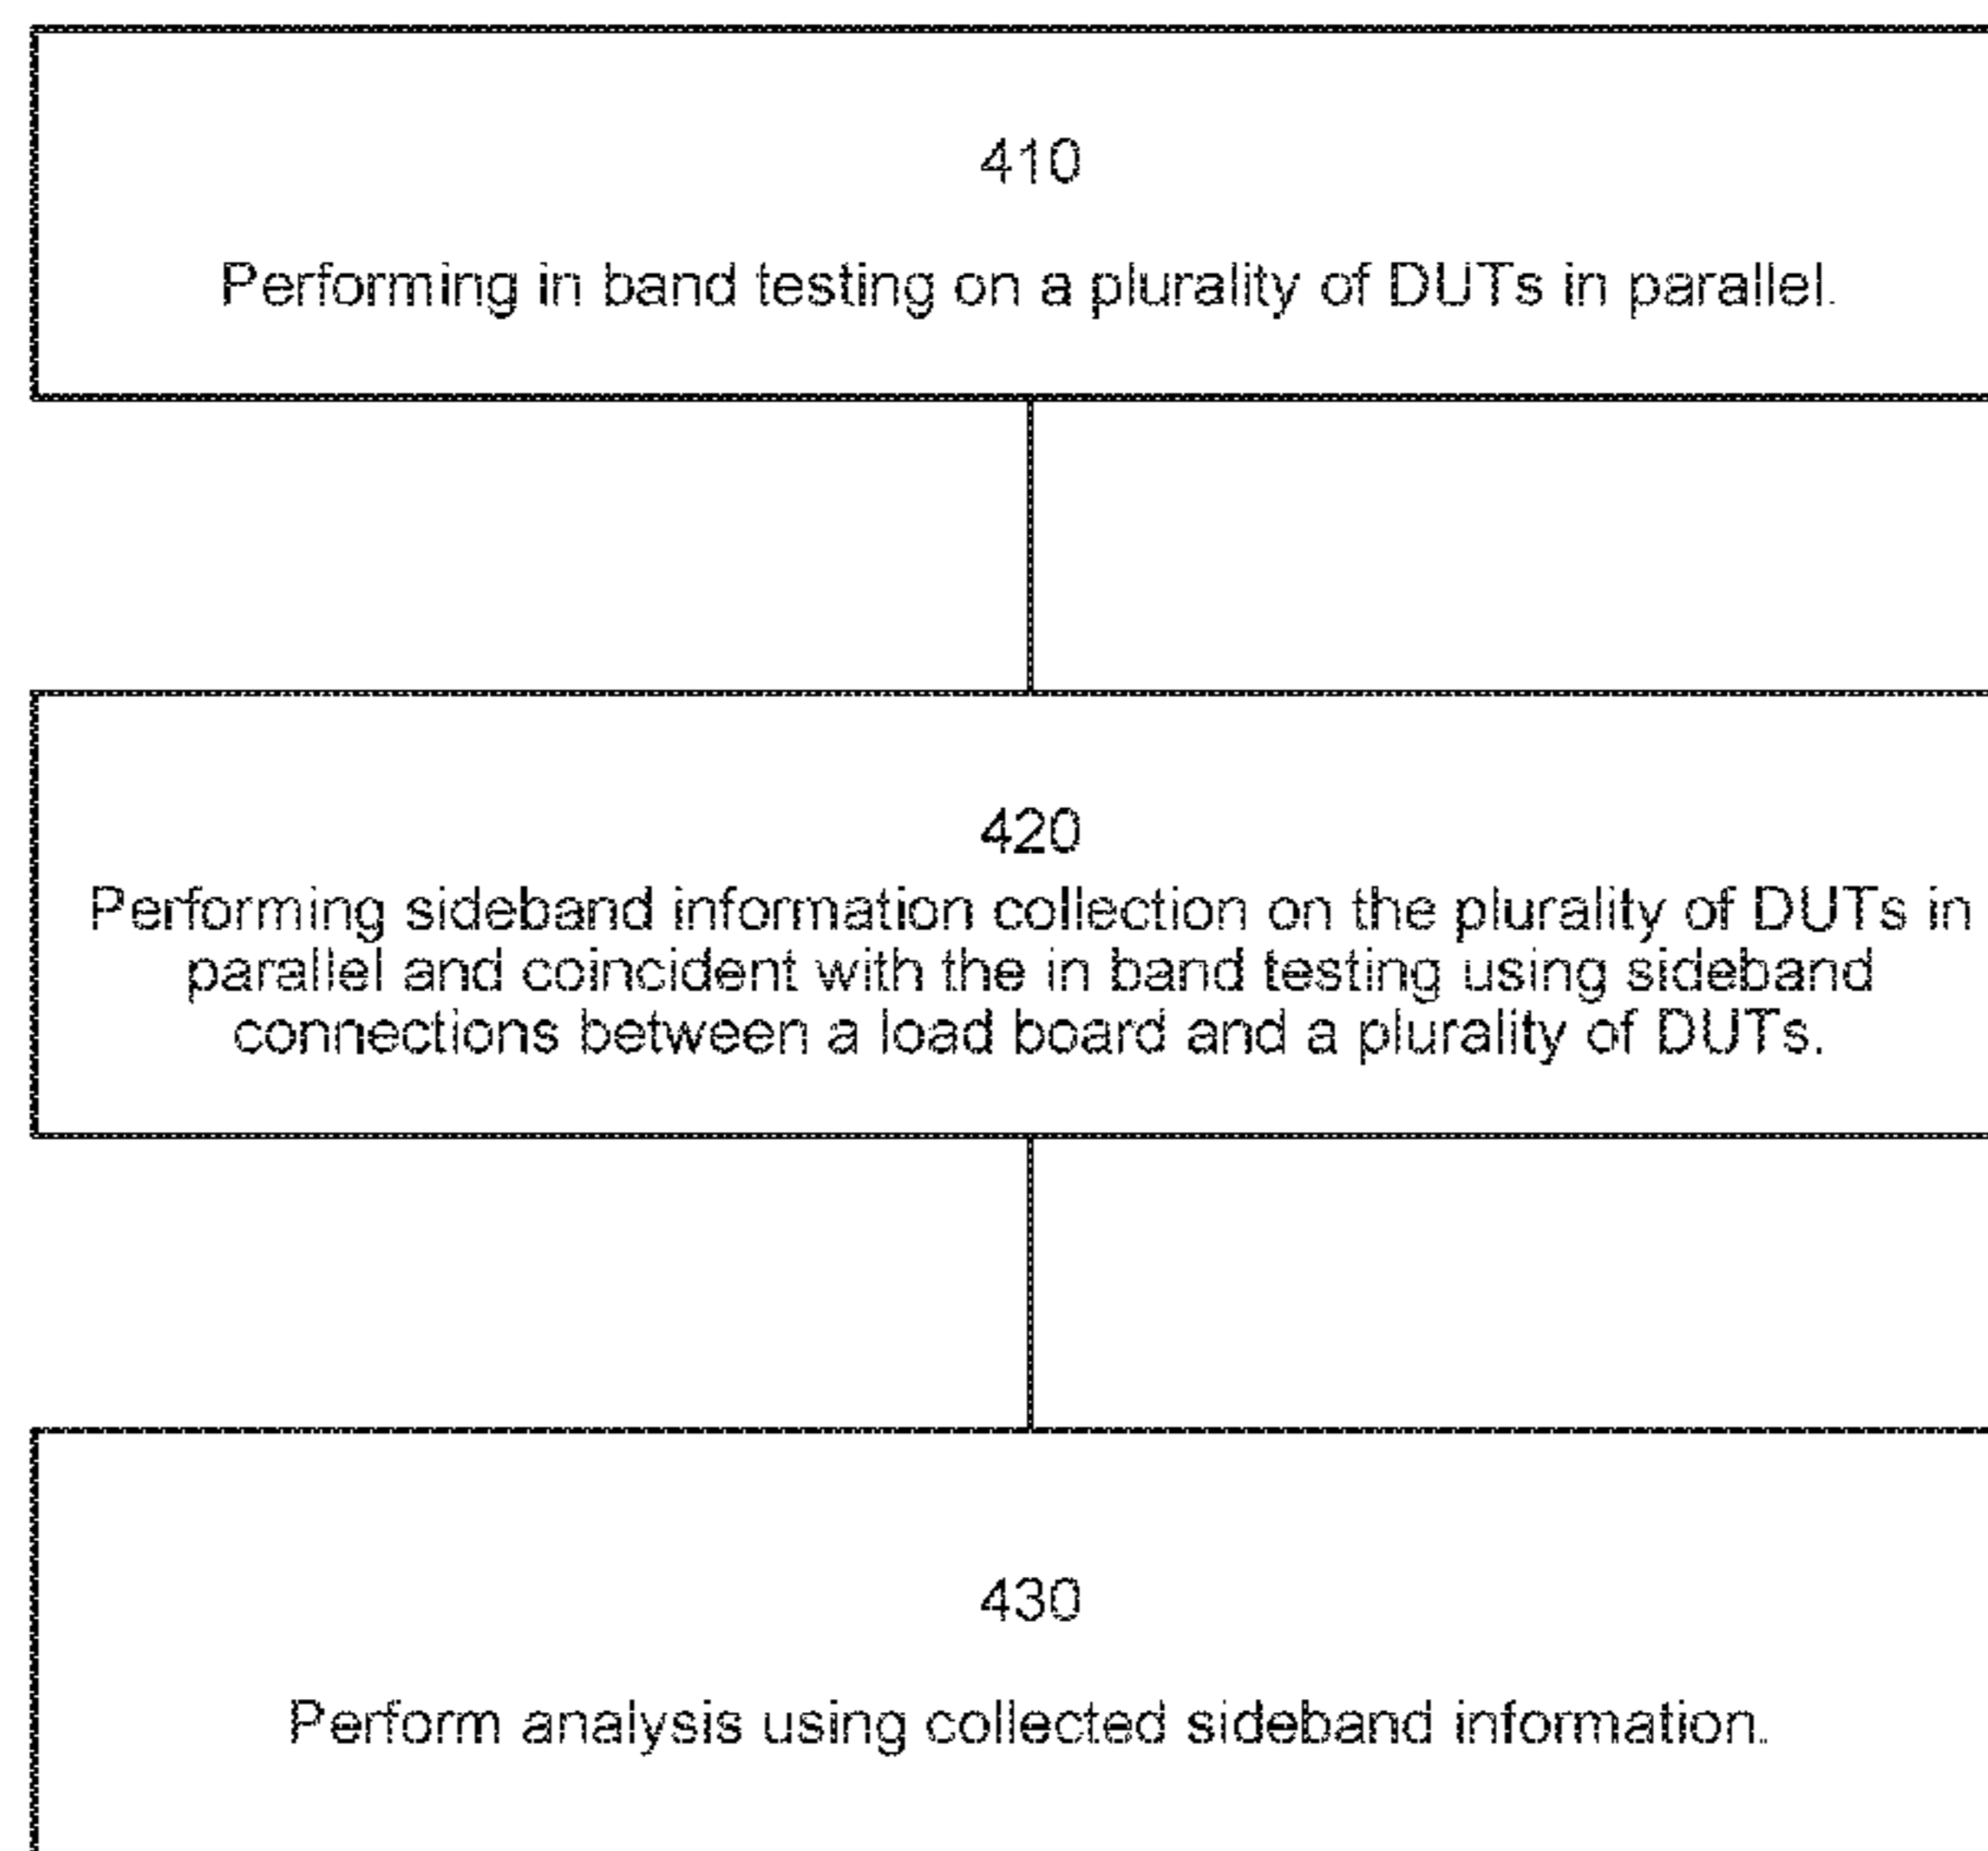 410
Performing in band testing on a plurality of DUTs in parallel.
420
Performing sideband information collection on the plurality of DUTs in
parallel and coincident with the in band testing using sideband
connections between a load board and a plurality of DUTs.
430
Perform analysis using collected sideband information.